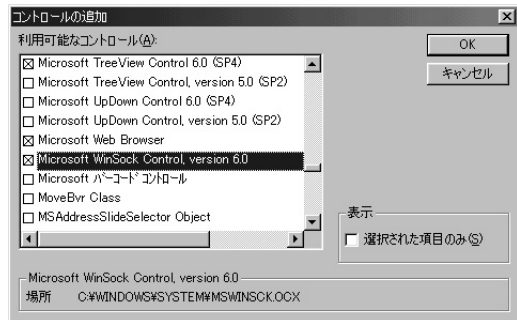 コントロールの追加
利用可能なコントロール(A):
Microsoft TreeView Control 6.0 (SP4)
Microsoft TreeView Control, version 5.0 (SP2)
Microsoft UpDown Control 6.0 (SP4)
Microsoft UpDown Control, version 5.0 (SP2)
Microsoft Web Browser
Microsoft WinSock Control, version 6.0
Microsoft バーコード コントロール
MoveBvr Class
MSAddressSlideSelector Object
OK
キャンセル
表示
選択された項目のみ(S)
Microsoft WinSock Control, version 6.0
場所 C:¥WINDOWS¥SYSTEM¥MSWINSCK.OCX